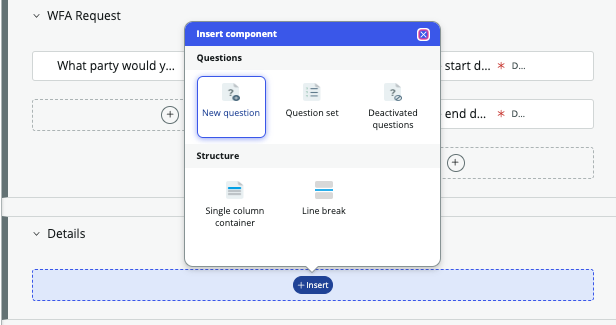 WFA Request
Insert component
Questions
What party would y...
start d... * D...
New question
Question set
Deactivated
questions
end d... * D...
Structure
Single column
container
Line break
Details
+ Insert